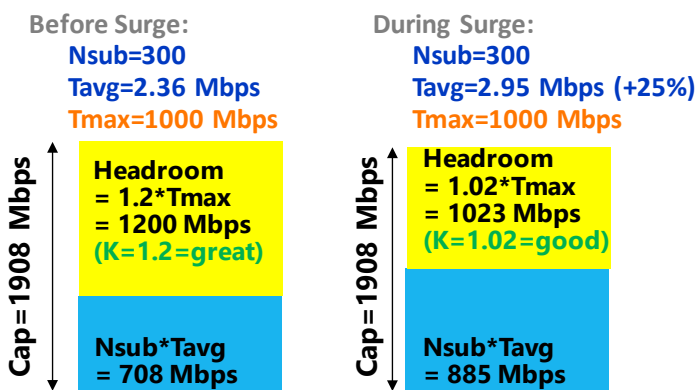 Before Surge:
Nsub=300
Tavg=2.36 Mbps
Tmax=1000 Mbps
Cap=1908 Mbps
Headroom
= 1.2*Tmax
= 1200 Mbps
(K=1.2=great)
Nsub*Tavg
= 708 Mbps
During Surge:
Nsub=300
Tavg=2.95 Mbps (+25%)
Tmax=1000 Mbps
Cap=1908 Mbps
Headroom
= 1.02*Tmax
= 1023 Mbps
(K=1.02=good)
Nsub*Tavg
= 885 Mbps